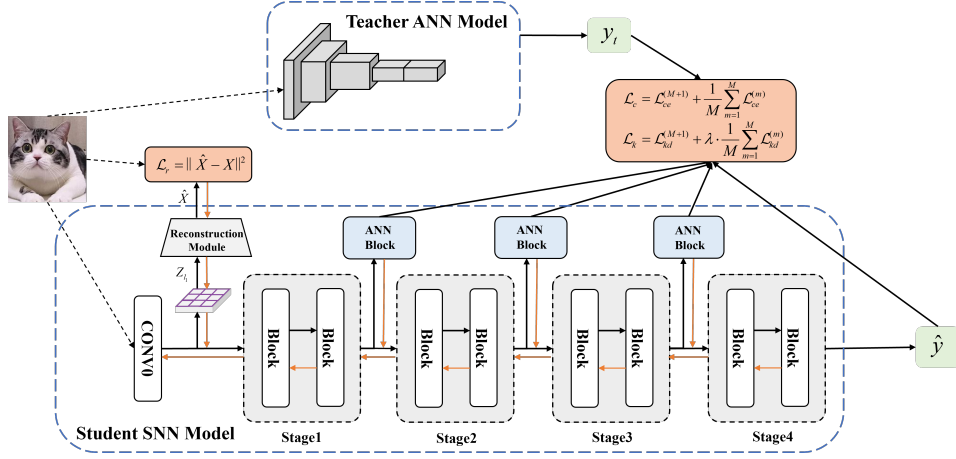 Teacher ANN Model
y_t
ℒ_c = ℒ_ce^(M+1) + 1/M ∑_{m=1}^{M} ℒ_ce^(m)
ℒ_k = ℒ_kd^(M+1) + λ · 1/M ∑_{m=1}^{M} ℒ_kd^(m)
ℒ_r = || X̂ − X||²
X̂
Reconstruction
Module
Z_{l_1}
ANN
Block
ANN
Block
ANN
Block
CONV0
Block
Block
Block
Block
Block
Block
Block
Block
ŷ
Student SNN Model
Stage1
Stage2
Stage3
Stage4